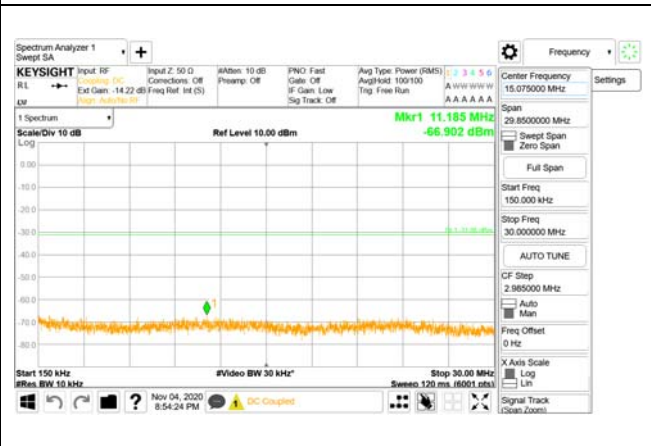 Spectrum Analyzer 1
Swept SA
Frequency
KEYSIGHT
RL
Input: RF
Coupling: DC
Ext Gain: -14.22 dB
Align: Auto/No RF
Input Z: 50 Ω
Corrections: Off
Freq Ref: Int (S)
#Atten: 10 dB
Preamp: Off
PNO: Fast
Gate: Off
IF Gain: Low
Sig Track: Off
Avg Type: Power (RMS)
Avg|Hold: 100/100
Trig: Free Run
1 2 3 4 5 6
A W W W W W
A A A A A A
1 Spectrum
Scale/Div 10 dB
Ref Level 10.00 dBm
Mkr1 11.185 MHz
-66.902 dBm
Log
0.00
-10.0
-20.0
-30.0
-40.0
-50.0
-60.0
-70.0
-80.0
1
Start 150 kHz
#Res BW 10 kHz
#Video BW 30 kHz*
Stop 30.00 MHz
Sweep 120 ms (6001 pts)
Nov 04, 2020
8:54:24 PM
DC Coupled
Center Frequency
15.075000 MHz
Settings
Span
29.8500000 MHz
Swept Span
Zero Span
Full Span
Start Freq
150.000 kHz
Stop Freq
30.000000 MHz
AUTO TUNE
CF Step
2.985000 MHz
Auto
Man
Freq Offset
0 Hz
X Axis Scale
Log
Lin
Signal Track
(Span Zoom)